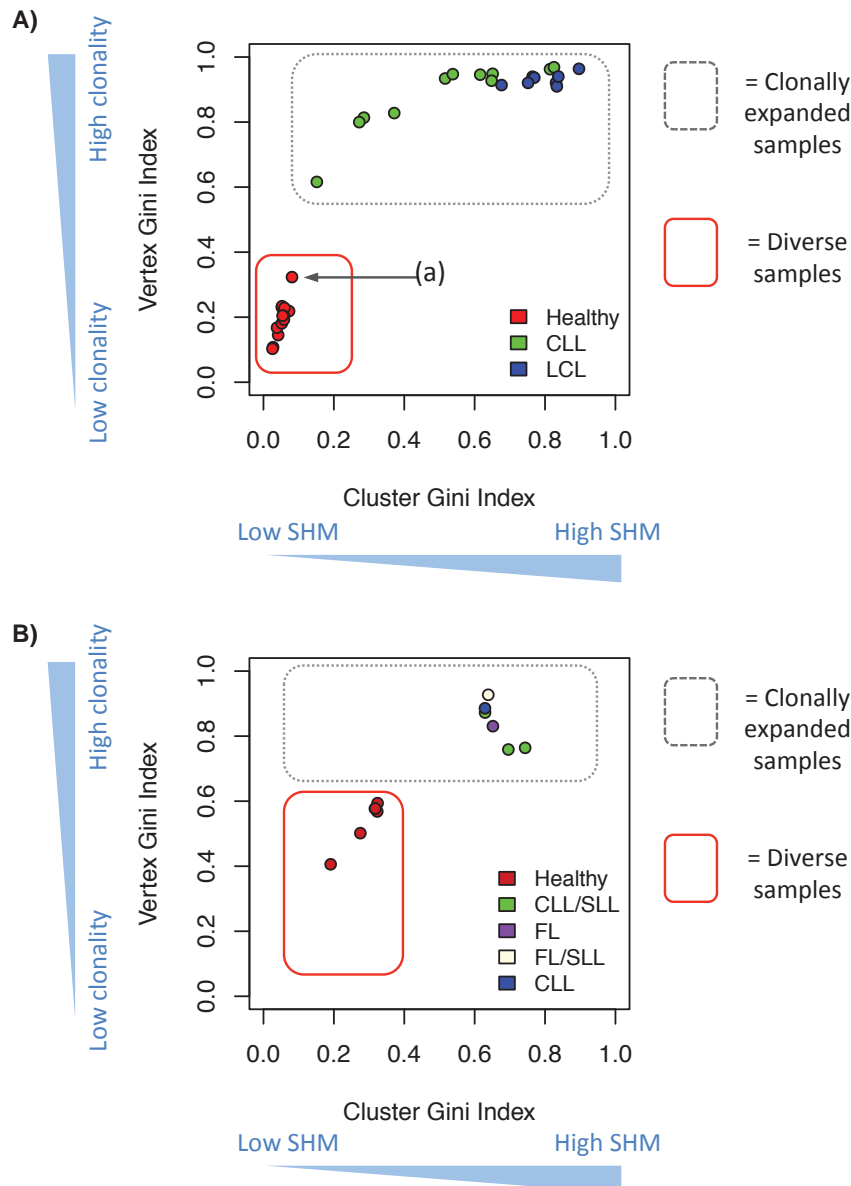 A)
High clonality
Low clonality
Vertex Gini Index
1.0
0.8
0.6
0.4
0.2
0.0
(a)
Healthy
CLL
LCL
0.0 0.2 0.4 0.6 0.8 1.0
Cluster Gini Index
Low SHM
High SHM
= Clonally
expanded
samples
= Diverse
samples
B)
High clonality
Low clonality
Vertex Gini Index
1.0
0.8
0.6
0.4
0.2
0.0
Healthy
CLL/SLL
FL
FL/SLL
CLL
0.0 0.2 0.4 0.6 0.8 1.0
Cluster Gini Index
Low SHM
High SHM
= Clonally
expanded
samples
= Diverse
samples